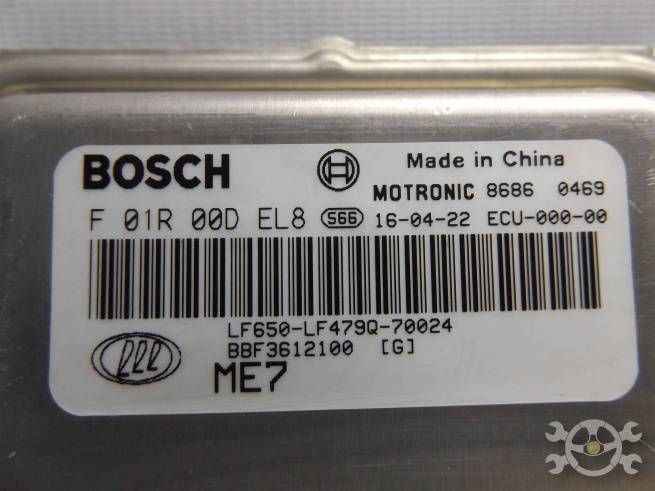 BOSCH
Made in China
MOTRONIC 8686 0469
F 01R 00D EL8 566 16-04-22 ECU-000-00
LF650-LF479Q-70024
BBF3612100 [G]
ME7